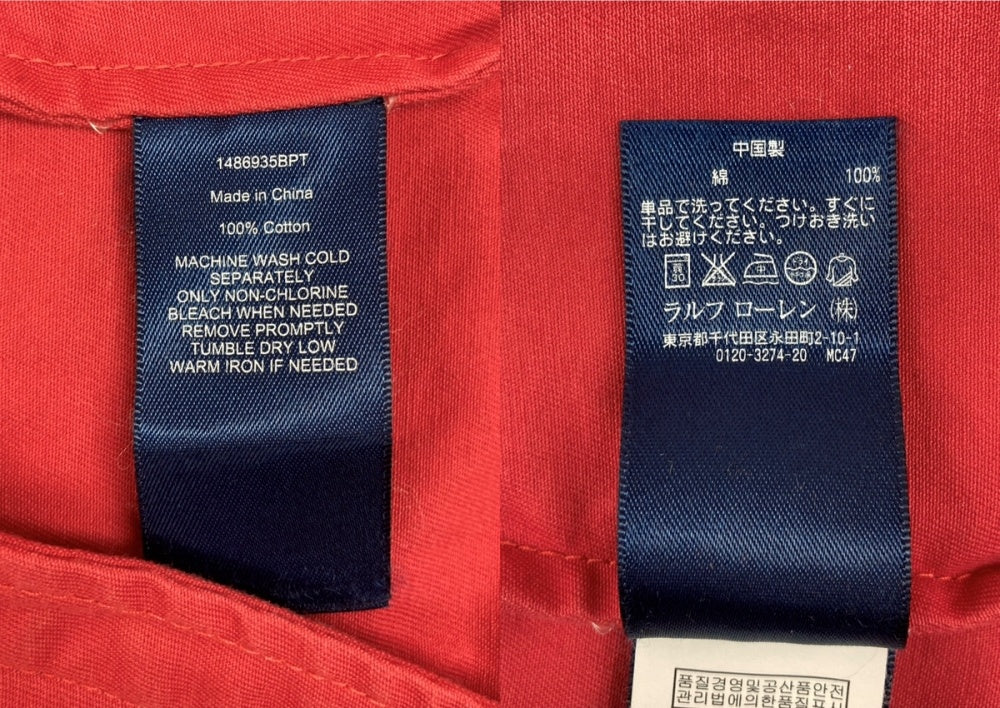 1486935BPT
Made in China
100% Cotton
MACHINE WASH COLD
SEPARATELY
ONLY NON-CHLORINE
BLEACH WHEN NEEDED
REMOVE PROMPTLY
TUMBLE DRY LOW
WARM IRON IF NEEDED
中国製
綿 100%
単品で洗ってください。すぐに
干してください。つけおき洗い
はお避けください。
30 中
ラルフ ローレン (株)
東京都千代田区永田町2-10-1
0120-3274-20 MC47
품질경영및공산품안전
관리법에의한품질표시